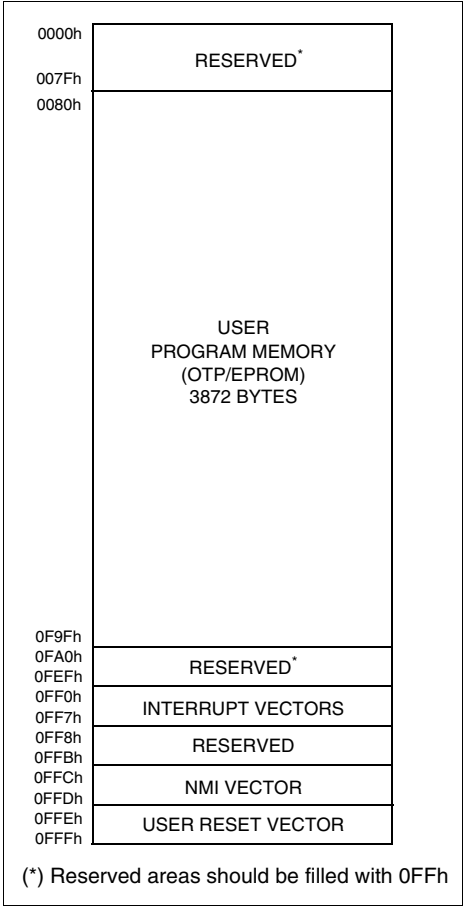 0000h
RESERVED*
007Fh
0080h
USER
PROGRAM MEMORY
(OTP/EPROM)
3872 BYTES
0F9Fh
0FA0h
RESERVED*
0FEFh
0FF0h
INTERRUPT VECTORS
0FF7h
0FF8h
RESERVED
0FFBh
0FFCh
NMI VECTOR
0FFDh
0FFEh
USER RESET VECTOR
0FFFh
(*) Reserved areas should be filled with 0FFh